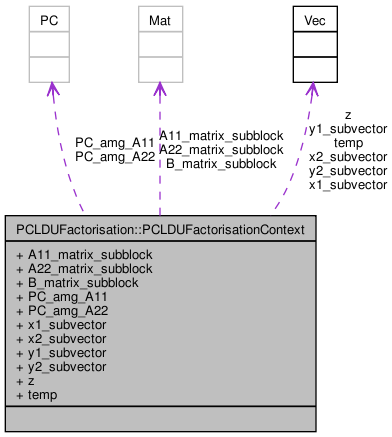 PC
Mat
Vec
PC_amg_A11
PC_amg_A22
A11_matrix_subblock
A22_matrix_subblock
B_matrix_subblock
z
y1_subvector
temp
x2_subvector
y2_subvector
x1_subvector
PCLDUFactorisation::PCLDUFactorisationContext
+ A11_matrix_subblock
+ A22_matrix_subblock
+ B_matrix_subblock
+ PC_amg_A11
+ PC_amg_A22
+ x1_subvector
+ x2_subvector
+ y1_subvector
+ y2_subvector
+ z
+ temp